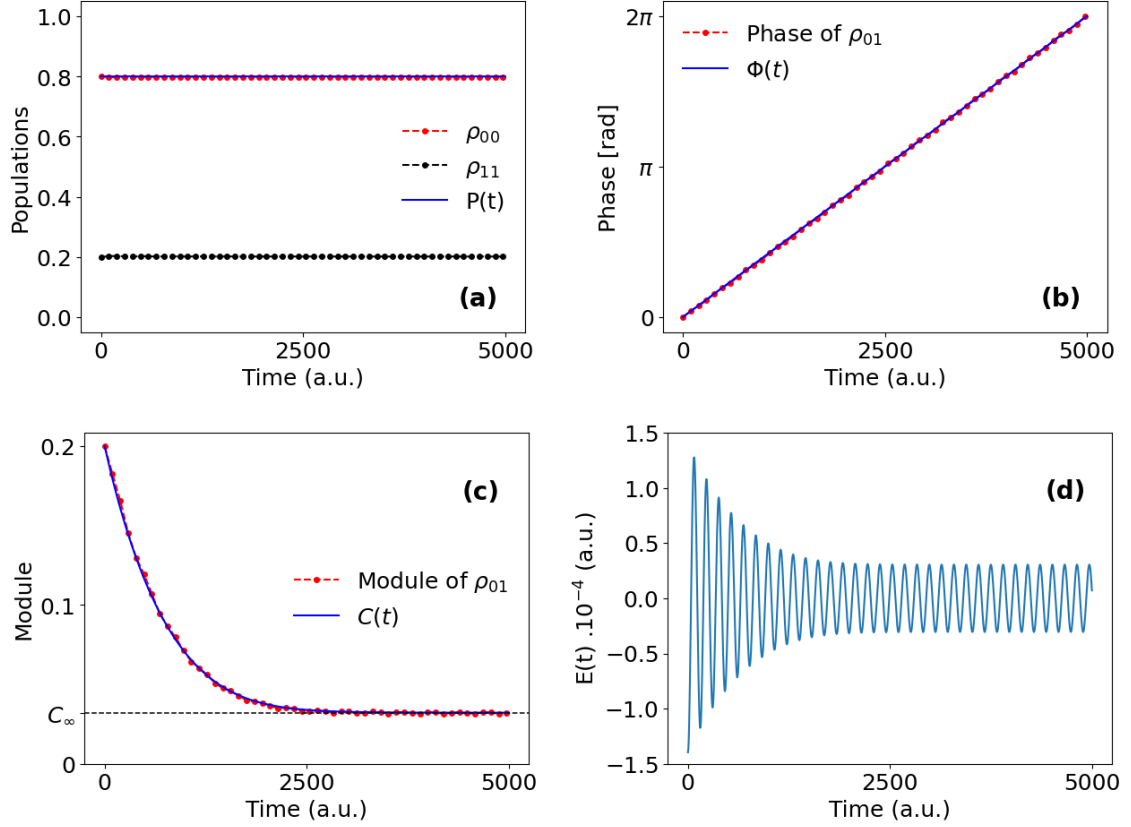 1.0
0.8
0.6
0.4
0.2
0.0
Populations
ρ00
ρ11
P(t)
(a)
0
2500
5000
Time (a.u.)
2π
π
0
Phase [rad]
Phase of ρ01
Φ(t)
(b)
0
2500
5000
Time (a.u.)
0.2
0.1
C∞
0
Module
(c)
Module of ρ01
C(t)
0
2500
5000
Time (a.u.)
1.5
1.0
0.5
0.0
−0.5
−1.0
−1.5
E(t) .10⁻⁴ (a.u.)
(d)
0
2500
5000
Time (a.u.)